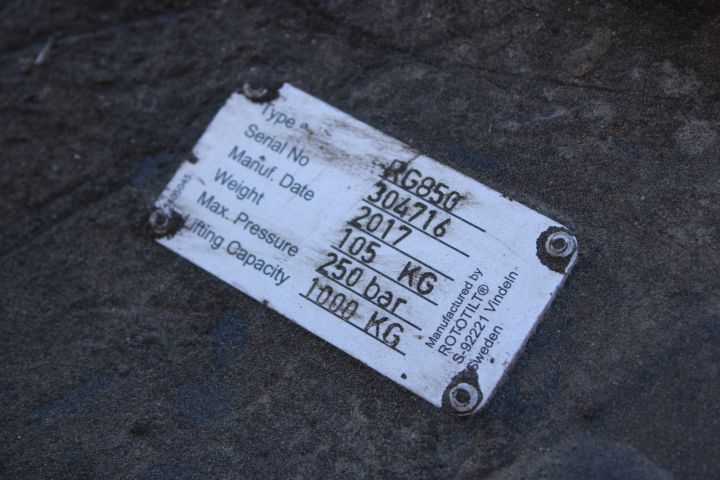 Type RG850
Serial No 304716
Manuf. Date 2017
Weight 105 KG
Max. Pressure 250 bar
Lifting Capacity 1000 KG
Manufactured by
ROTOTILT®
S-92221 Vindeln.
Sweden.